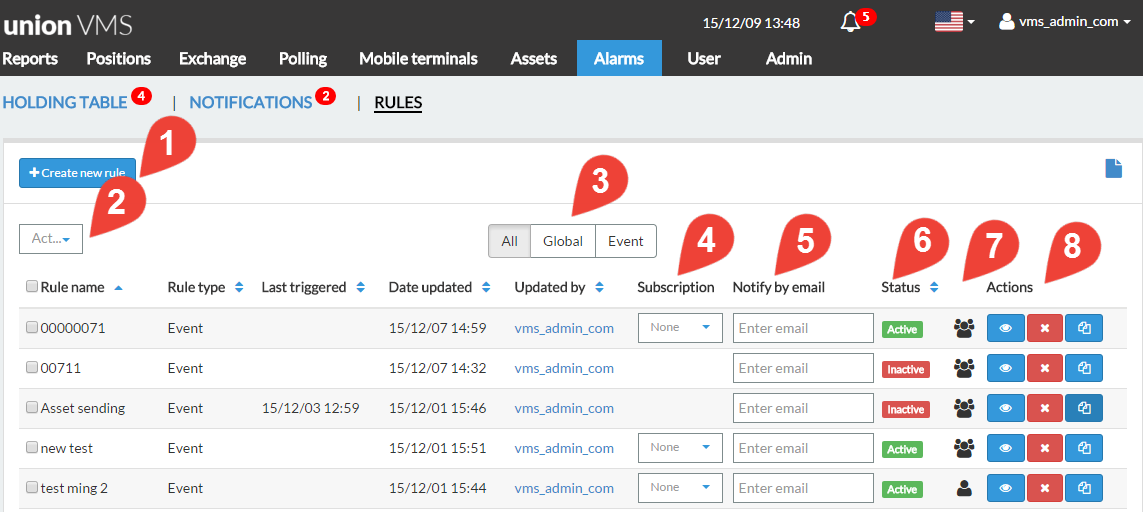 union VMS
15/12/09 13:48
5
vms_admin_com
Reports Positions Exchange Polling Mobile terminals Assets Alarms User Admin
HOLDING TABLE 4 | NOTIFICATIONS 2 | RULES
1
+ Create new rule
2
3
Act...
All Global Event
4 5 6 7 8
Rule name Rule type Last triggered Date updated Updated by Subscription Notify by email Status Actions
00000071 Event 15/12/07 14:59 vms_admin_com None Enter email Active
00711 Event 15/12/07 14:32 vms_admin_com Enter email Inactive
Asset sending Event 15/12/03 12:59 15/12/01 15:46 vms_admin_com Enter email Inactive
new test Event 15/12/01 15:51 vms_admin_com None Enter email Active
test ming 2 Event 15/12/01 15:44 vms_admin_com None Enter email Active